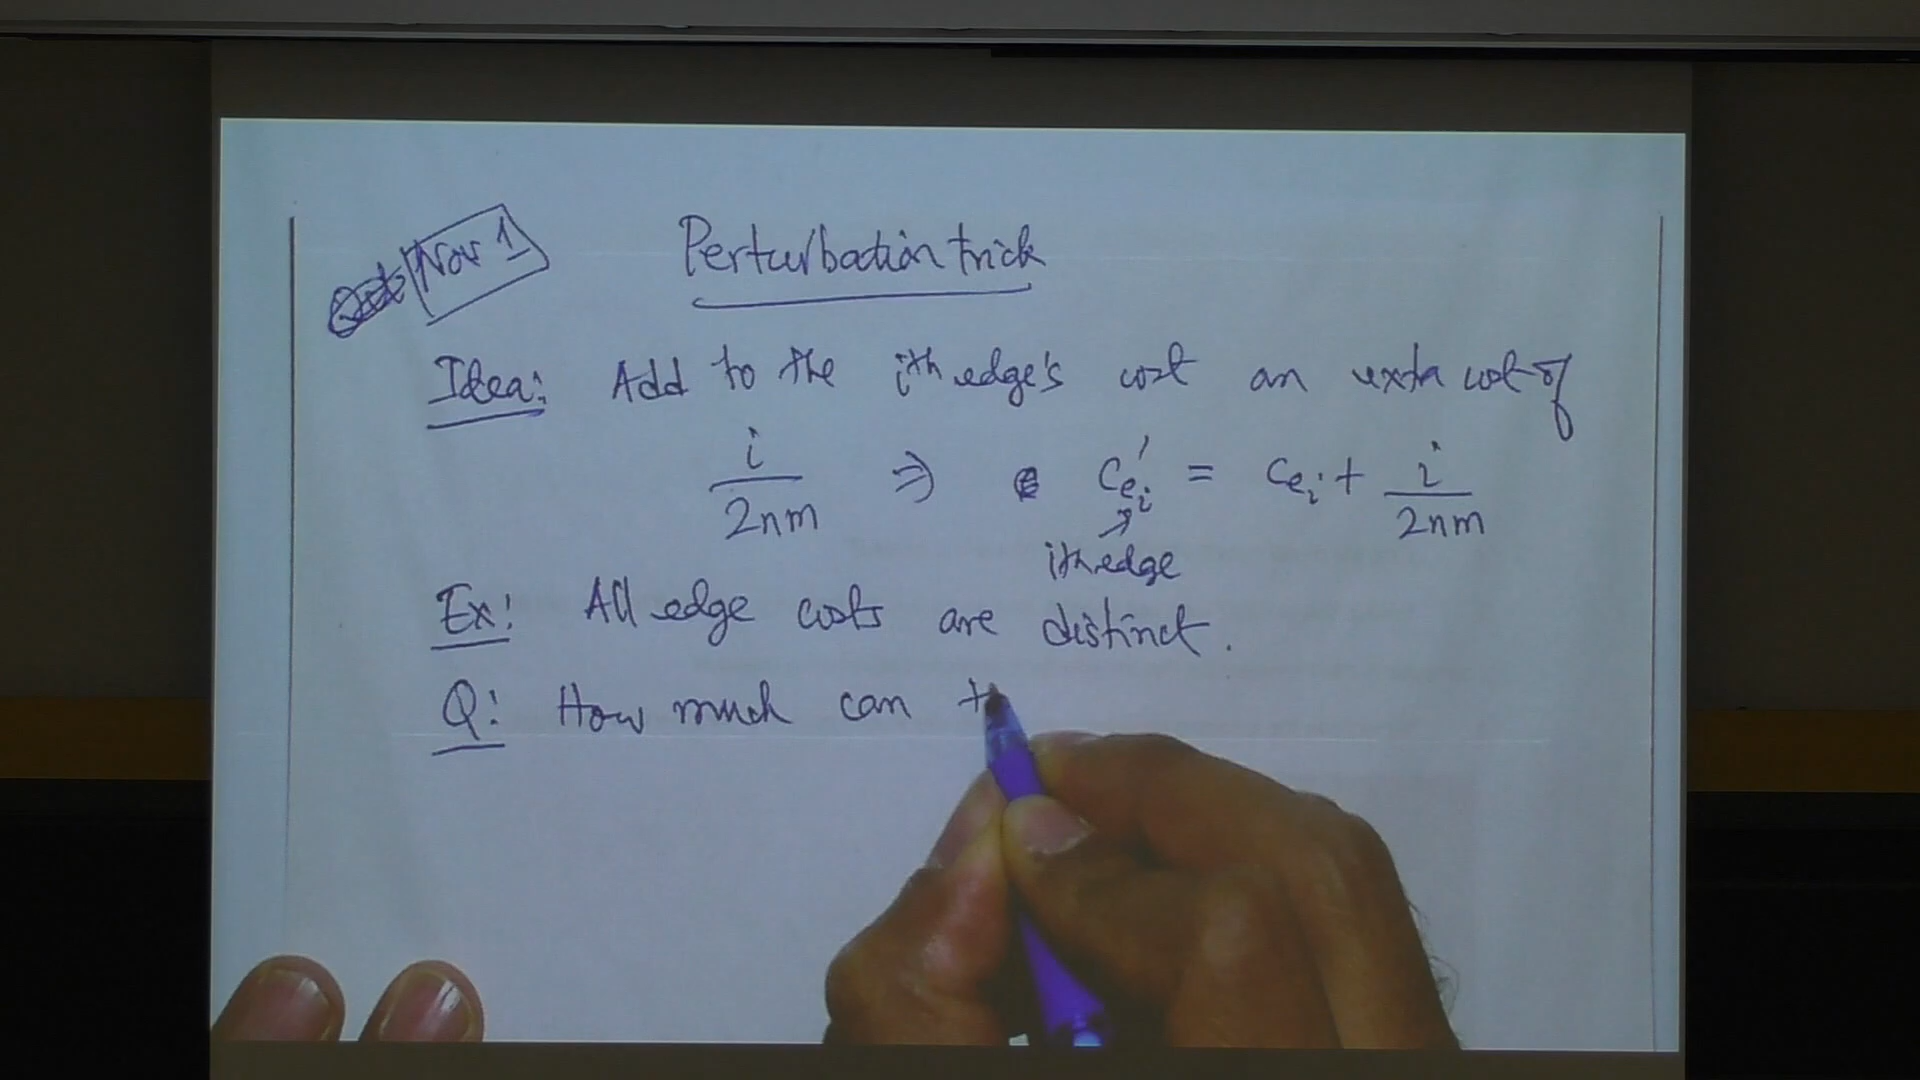 Nov 1 Perturbation trick
Idea: Add to the ith edge's cost an exta cost of
i/2nm ⇒ c'eᵢ = ceᵢ + i/2nm
ith edge
Ex: All edge costs are distinct.
Q: How much can t